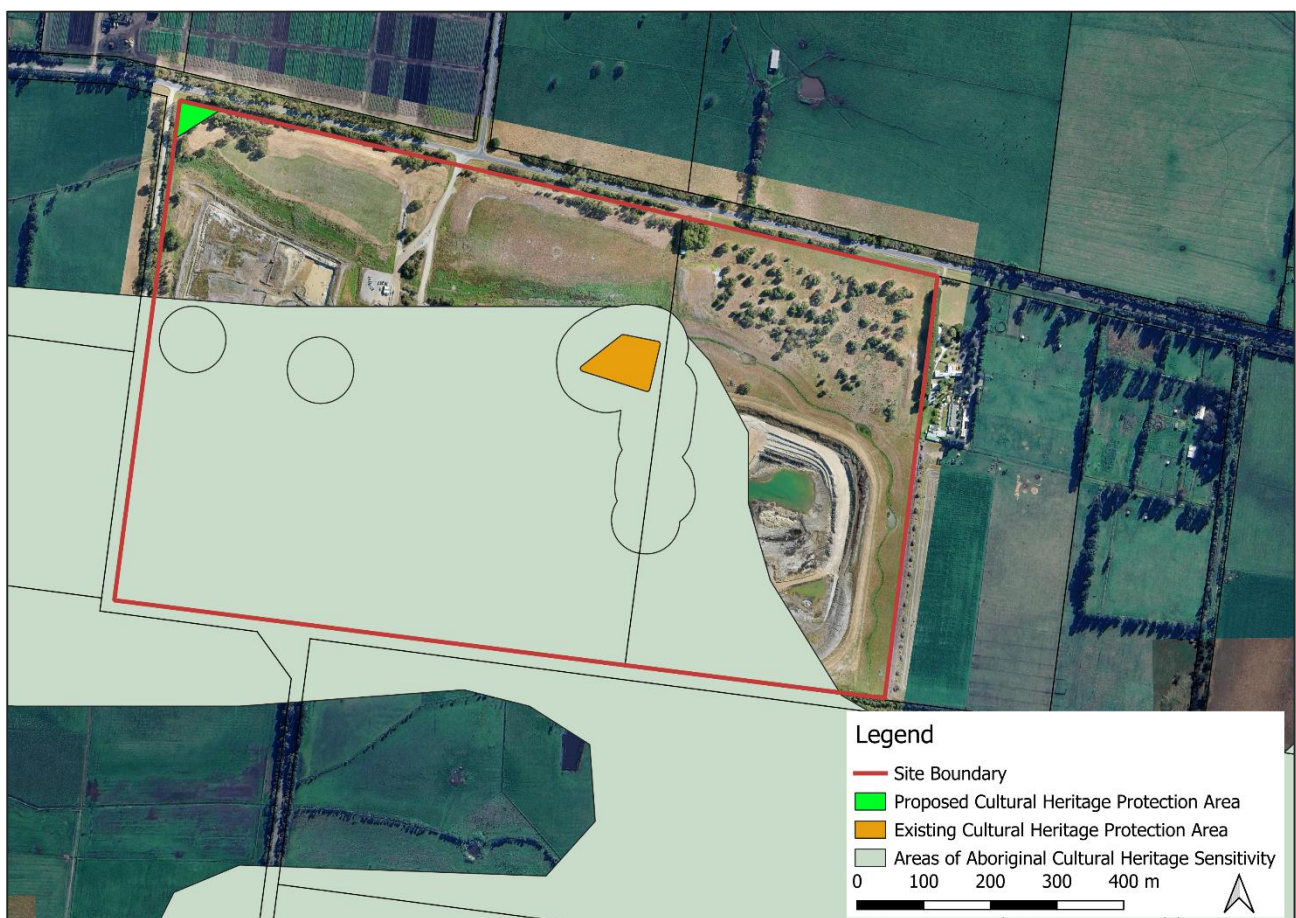 Legend
Site Boundary
Proposed Cultural Heritage Protection Area
Existing Cultural Heritage Protection Area
Areas of Aboriginal Cultural Heritage Sensitivity
0 100 200 300 400 m